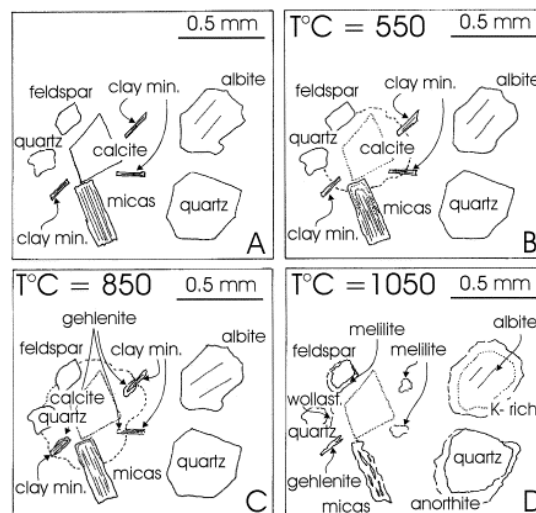 0.5 mm
feldspar
clay min.
albite
quartz
calcite
clay min.
micas
quartz
A
T°C = 550
0.5 mm
feldspar
clay min.
albite
quartz
calcite
clay min.
micas
quartz
B
T°C = 850
0.5 mm
gehlenite
feldspar
clay min.
albite
calcite
quartz
clay min.
micas
quartz
C
T°C = 1050
0.5 mm
melilite
albite
feldspar
melilite
wollast.
quartz
K- rich
gehlenite
quartz
micas
anorthite
D